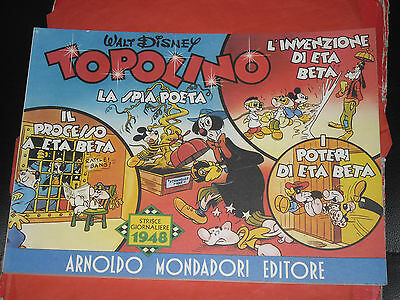 WALT DISNEY
TOPOLINO
LA SPIA POETA
L'INVENZIONE
DI ETA
BETA
IL
PROCESSO
A ETA BETA
I
POTERI
DI ETA BETA
STRISCE
GIORNALIERE
1948
ARNOLDO MONDADORI EDITORE